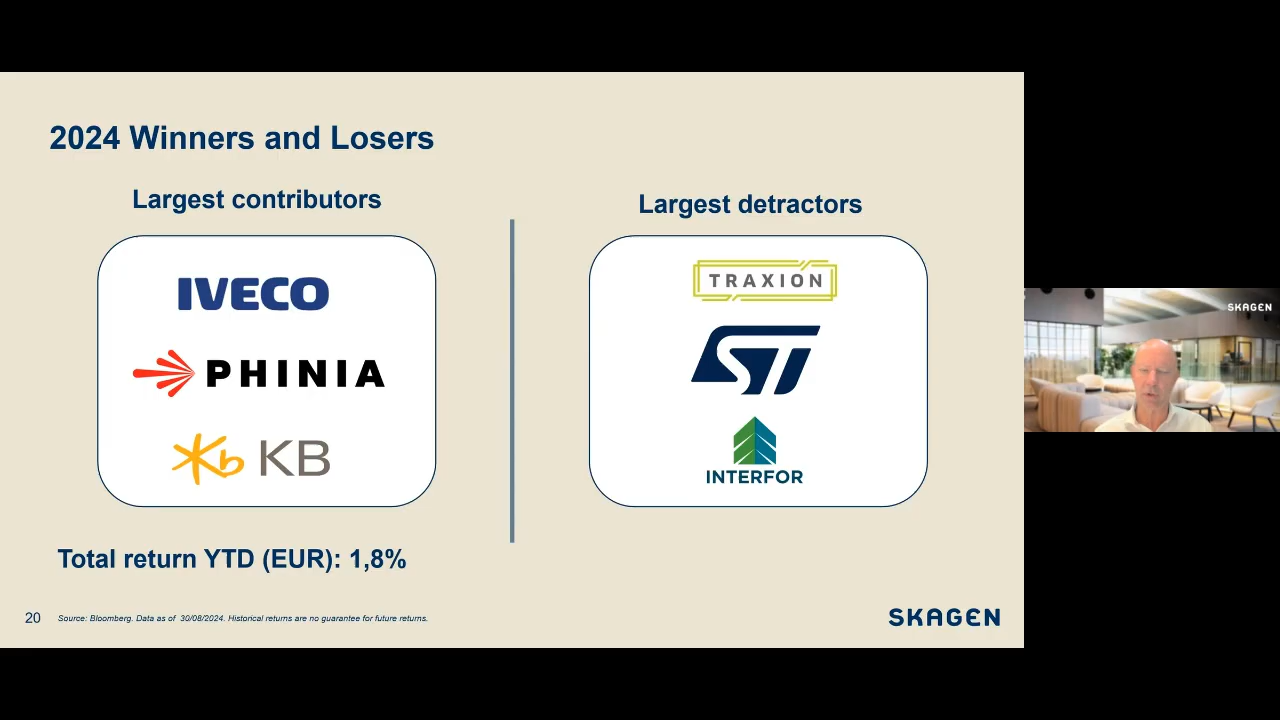 2024 Winners and Losers
Largest contributors
IVECO
PHINIA
Kb KB
Largest detractors
TRAXION
ST
INTERFOR
Total return YTD (EUR): 1,8%
20
Source: Bloomberg. Data as of 30/08/2024. Historical returns are no guarantee for future returns.
SKAGEN
SKAGEN